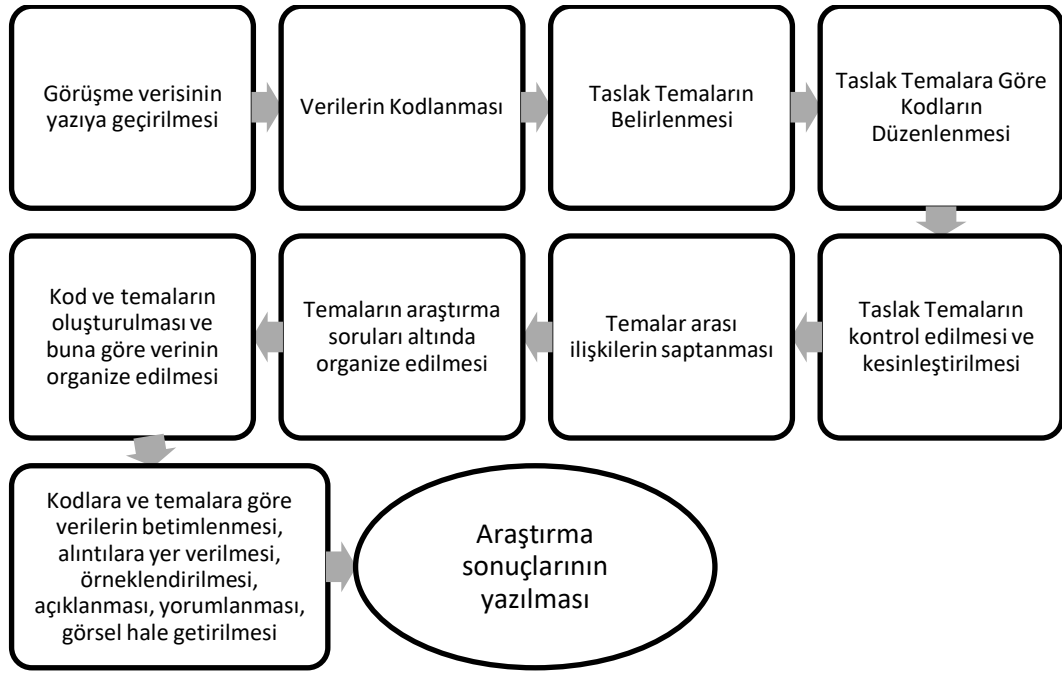 Görüşme verisinin
yazıya geçirilmesi
Verilerin Kodlanması
Taslak Temaların
Belirlenmesi
Taslak Temalara Göre
Kodların
Düzenlenmesi
Taslak Temaların
kontrol edilmesi ve
kesinleştirilmesi
Temalar arası
ilişkilerin saptanması
Temaların araştırma
soruları altında
organize edilmesi
Kod ve temaların
oluşturulması ve
buna göre verinin
organize edilmesi
Kodlara ve temalara göre
verilerin betimlenmesi,
alıntılara yer verilmesi,
örneklendirilmesi,
açıklanması, yorumlanması,
görsel hale getirilmesi
Araştırma
sonuçlarının
yazılması